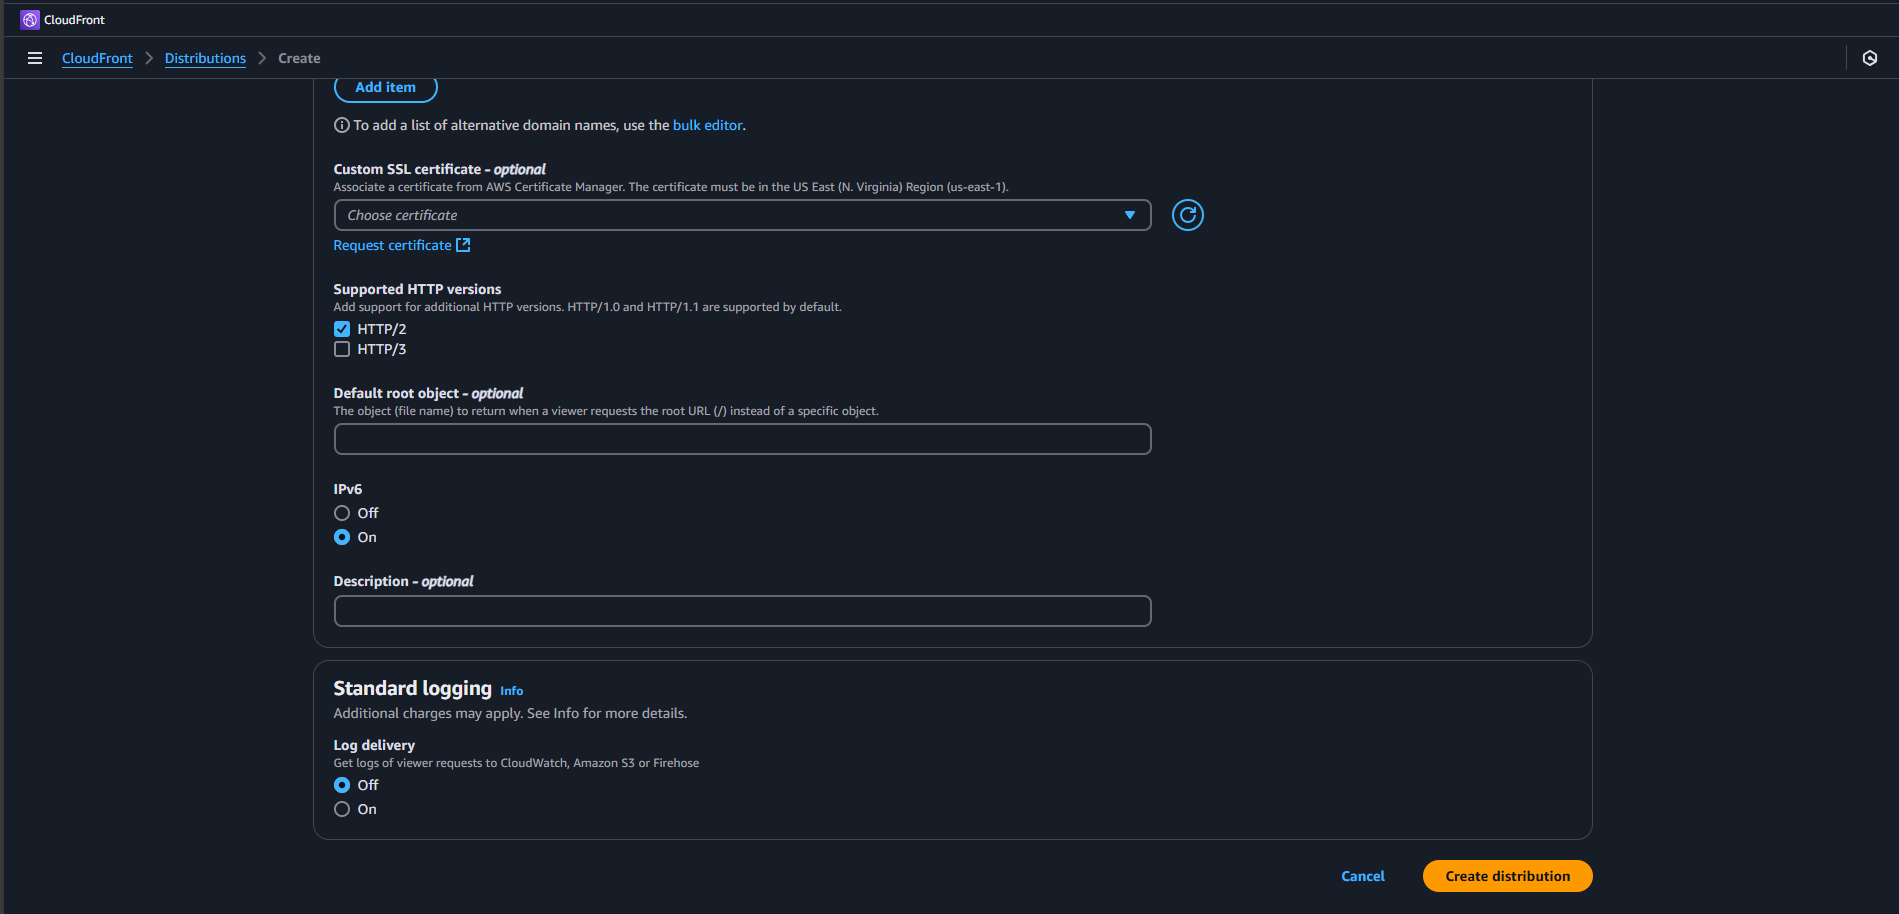 CloudFront
CloudFront Distributions Create
Add item
To add a list of alternative domain names, use the bulk editor.
Custom SSL certificate - optional
Associate a certificate from AWS Certificate Manager. The certificate must be in the US East (N. Virginia) Region (us-east-1).
Choose certificate
Request certificate
Supported HTTP versions
Add support for additional HTTP versions. HTTP/1.0 and HTTP/1.1 are supported by default.
HTTP/2
HTTP/3
Default root object - optional
The object (file name) to return when a viewer requests the root URL (/) instead of a specific object.
IPv6
Off
On
Description - optional
Standard logging Info
Additional charges may apply. See Info for more details.
Log delivery
Get logs of viewer requests to CloudWatch, Amazon S3 or Firehose
Off
On
Cancel Create distribution